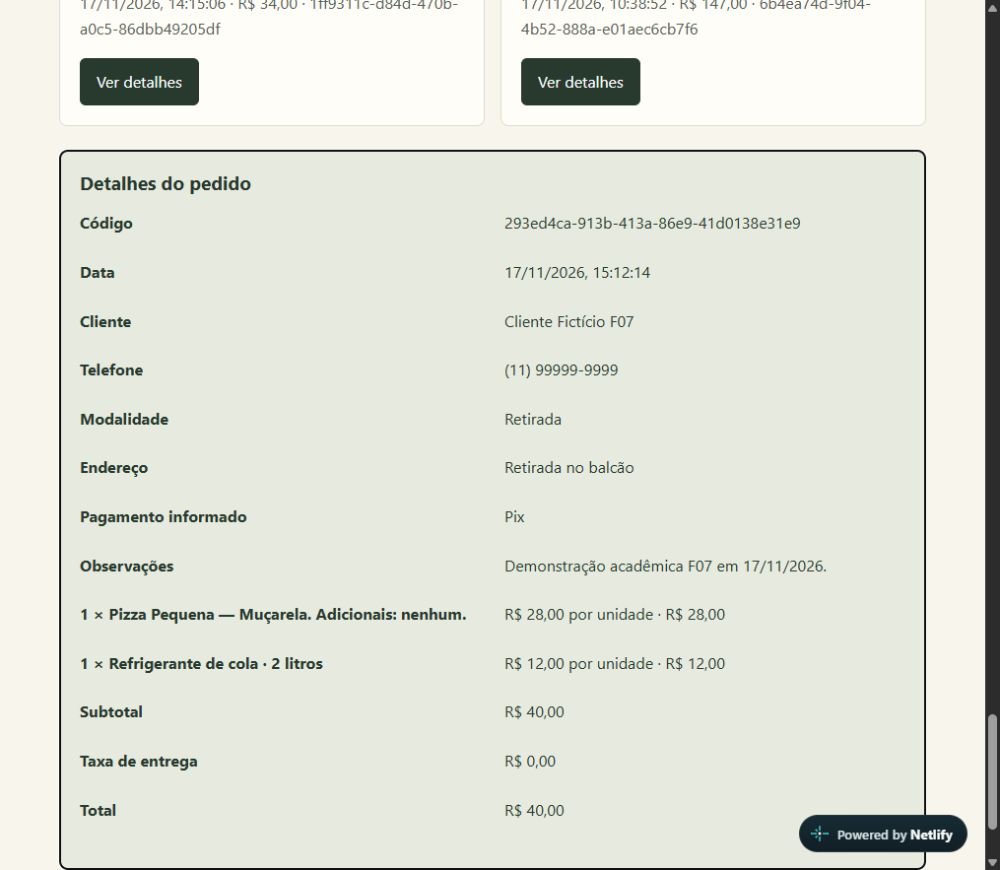 17/11/2026, 14:15:06 · R$ 34,00 · 1ff9311c-d84d-470b-
a0c5-86dbb49205df
Ver detalhes
17/11/2026, 10:38:52 · R$ 147,00 · 6b4ea74d-9f04-
4b52-888a-e01aec6cb7f6
Ver detalhes
Detalhes do pedido
Código 293ed4ca-913b-413a-86e9-41d0138e31e9
Data 17/11/2026, 15:12:14
Cliente Cliente Fictício F07
Telefone (11) 99999-9999
Modalidade Retirada
Endereço Retirada no balcão
Pagamento informado Pix
Observações Demonstração acadêmica F07 em 17/11/2026.
1 × Pizza Pequena — Muçarela. Adicionais: nenhum. R$ 28,00 por unidade · R$ 28,00
1 × Refrigerante de cola · 2 litros R$ 12,00 por unidade · R$ 12,00
Subtotal R$ 40,00
Taxa de entrega R$ 0,00
Total R$ 40,00
Powered by Netlify